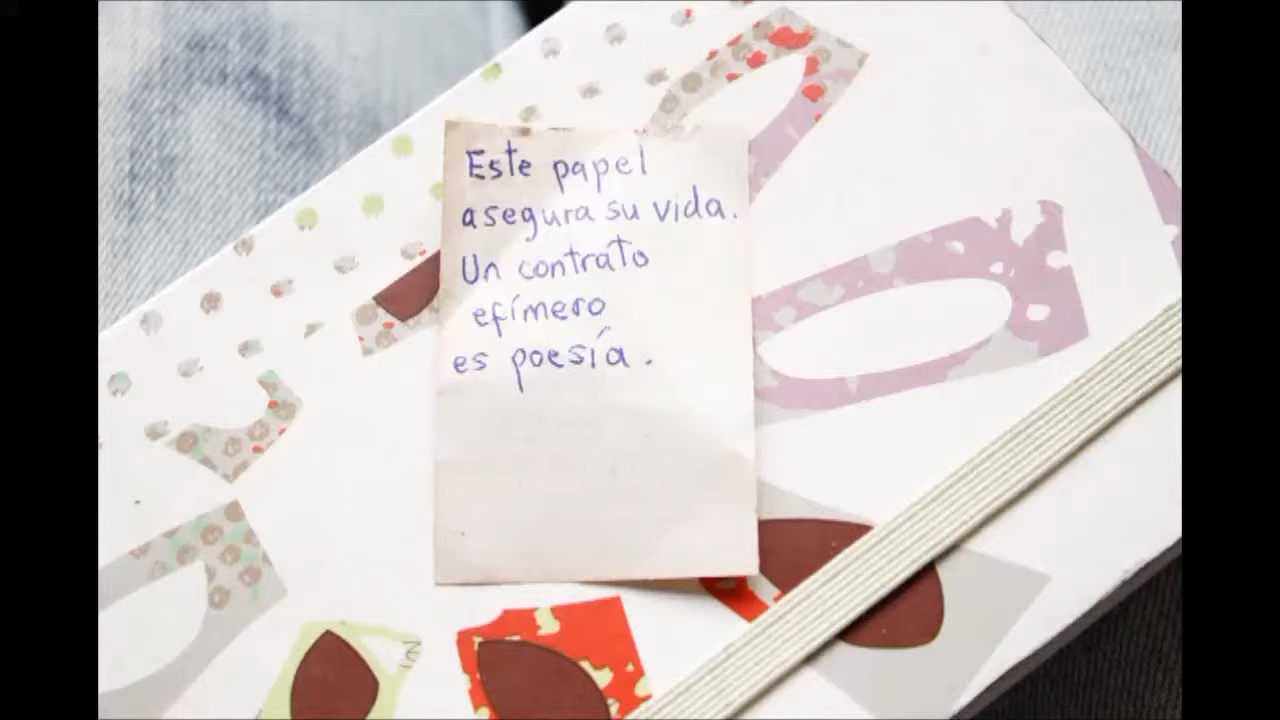 Este papel
asegura su vida.
Un contrato
efímero
es poesía.